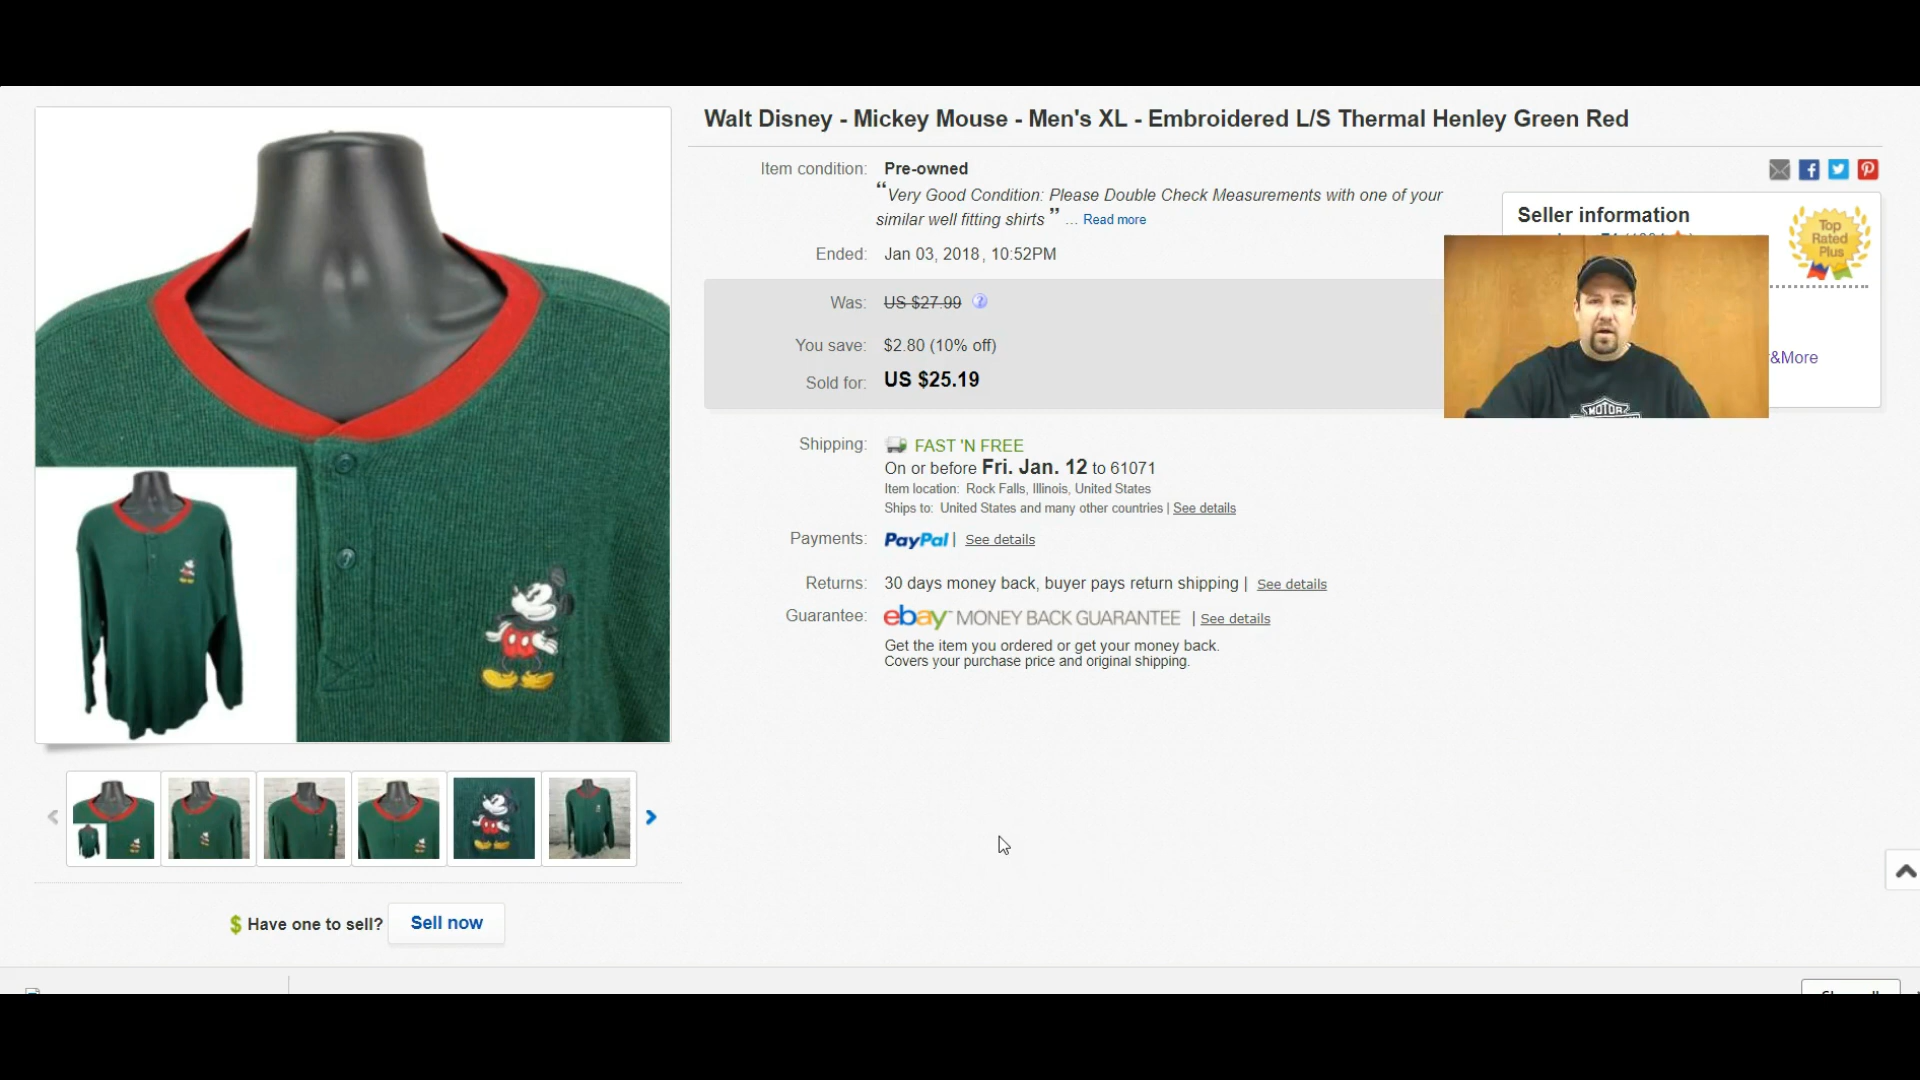 Walt Disney - Mickey Mouse - Men's XL - Embroidered L/S Thermal Henley Green Red
Item condition: Pre-owned
“Very Good Condition: Please Double Check Measurements with one of your
similar well fitting shirts ” ... Read more
Ended: Jan 03, 2018 , 10:52PM
Was: US $27.99 ?
You save: $2.80 (10% off)
Sold for: US $25.19
Shipping: FAST 'N FREE
On or before Fri. Jan. 12 to 61071
Item location: Rock Falls, Illinois, United States
Ships to: United States and many other countries | See details
Payments: PayPal | See details
Returns: 30 days money back, buyer pays return shipping | See details
Guarantee: ebay MONEY BACK GUARANTEE | See details
Get the item you ordered or get your money back.
Covers your purchase price and original shipping.
Seller information
Top
Rated
Plus
&More
MOTOR
$ Have one to sell? Sell now